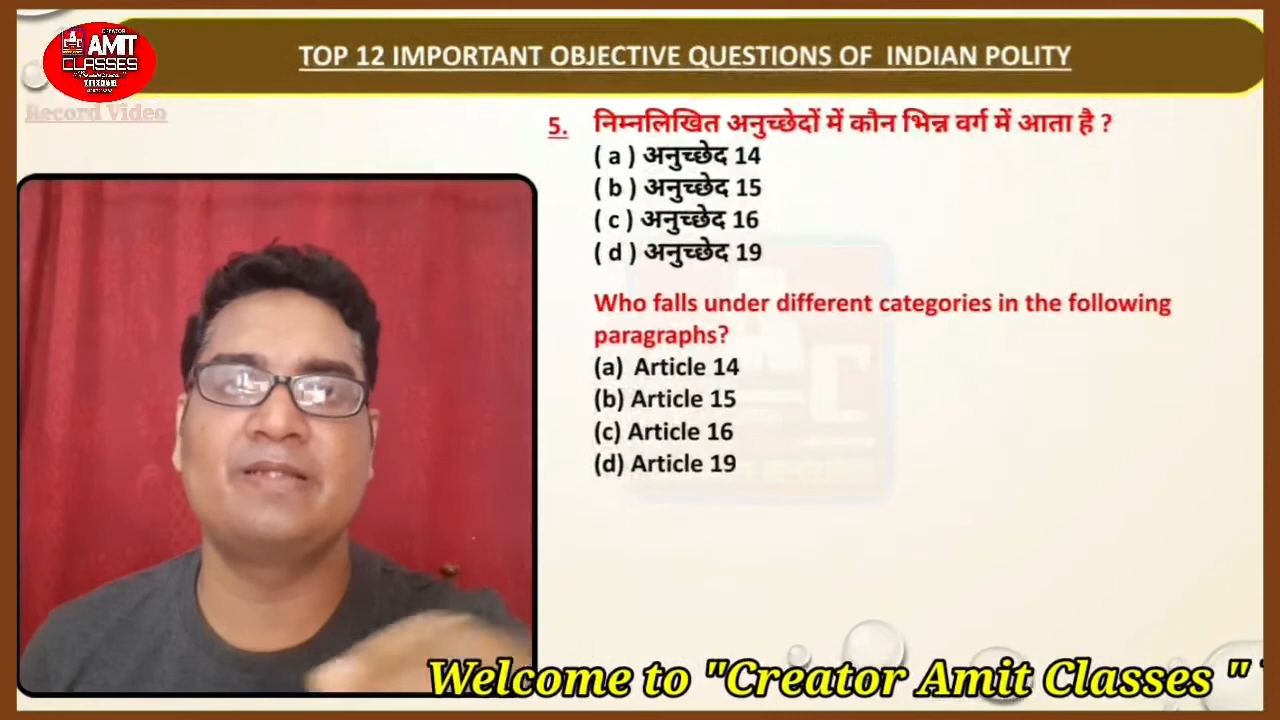 CREATOR
AMIT
CLASSES
TOP 12 IMPORTANT OBJECTIVE QUESTIONS OF INDIAN POLITY
Record Video
5. निम्नलिखित अनुच्छेदों में कौन भिन्न वर्ग में आता है ?
( a ) अनुच्छेद 14
( b ) अनुच्छेद 15
( c ) अनुच्छेद 16
( d ) अनुच्छेद 19
Who falls under different categories in the following
paragraphs?
(a) Article 14
(b) Article 15
(c) Article 16
(d) Article 19
Welcome to "Creator Amit Classes "